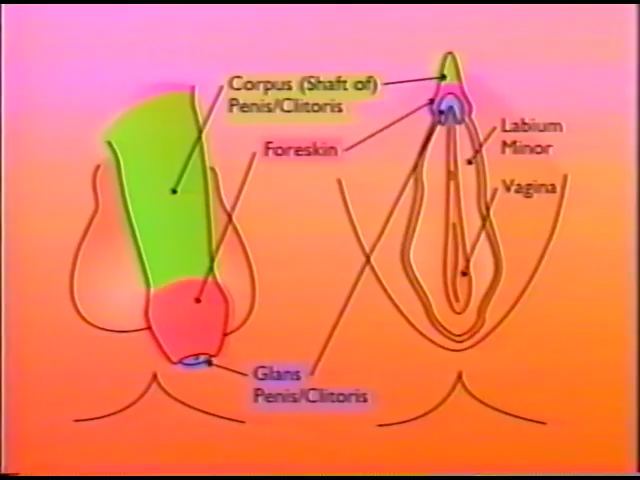 Corpus (Shaft of)
Penis/Clitoris
Foreskin
Labium
Minor
Vagina
Glans
Penis/Clitoris